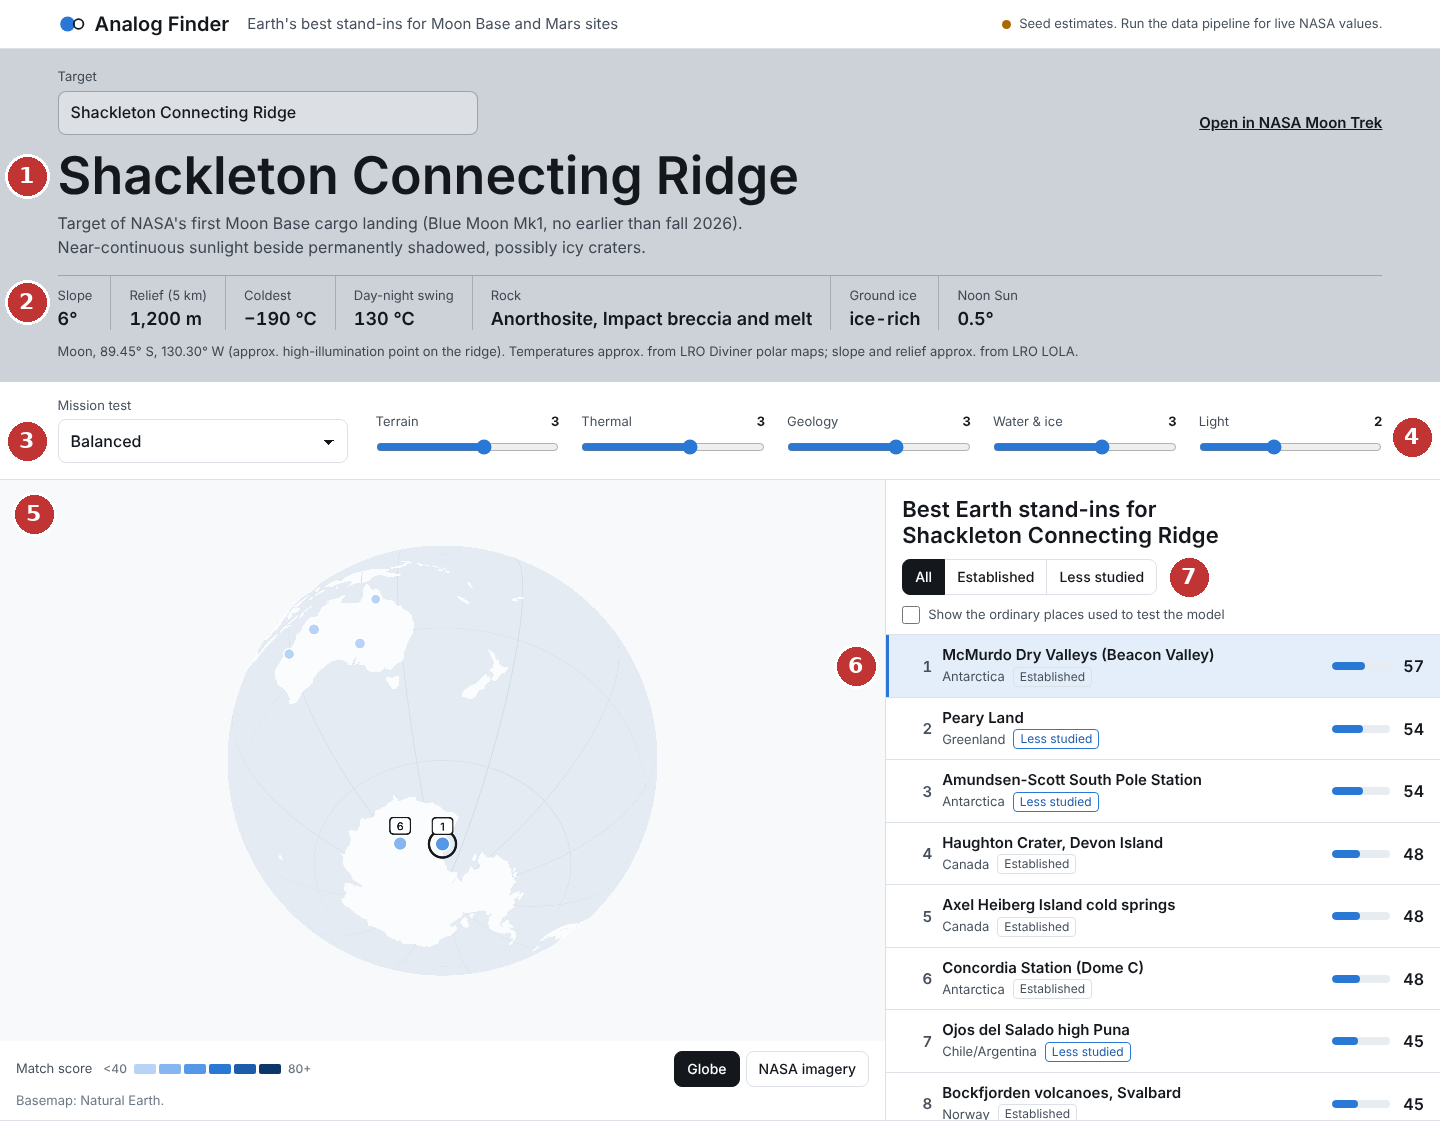 Analog Finder
Earth's best stand-ins for Moon Base and Mars sites
Seed estimates. Run the data pipeline for live NASA values.
Target
Shackleton Connecting Ridge
Open in NASA Moon Trek
1
Shackleton Connecting Ridge
Target of NASA's first Moon Base cargo landing (Blue Moon Mk1, no earlier than fall 2026).
Near-continuous sunlight beside permanently shadowed, possibly icy craters.
2
Slope
6°
Relief (5 km)
1,200 m
Coldest
−190 °C
Day-night swing
130 °C
Rock
Anorthosite, Impact breccia and melt
Ground ice
ice-rich
Noon Sun
0.5°
Moon, 89.45° S, 130.30° W (approx. high-illumination point on the ridge). Temperatures approx. from LRO Diviner polar maps; slope and relief approx. from LRO LOLA.
3
Mission test
Balanced
Terrain 3
Thermal 3
Geology 3
Water & ice 3
Light 2
4
5
6
1
Match score <40 80+
Globe
NASA imagery
Basemap: Natural Earth.
Best Earth stand-ins for
Shackleton Connecting Ridge
All
Established
Less studied
7
Show the ordinary places used to test the model
6
1
McMurdo Dry Valleys (Beacon Valley)
Antarctica Established
57
2
Peary Land
Greenland Less studied
54
3
Amundsen-Scott South Pole Station
Antarctica Less studied
54
4
Haughton Crater, Devon Island
Canada Established
48
5
Axel Heiberg Island cold springs
Canada Established
48
6
Concordia Station (Dome C)
Antarctica Established
48
7
Ojos del Salado high Puna
Chile/Argentina Less studied
45
8
Bockfjorden volcanoes, Svalbard
Norway Established
45